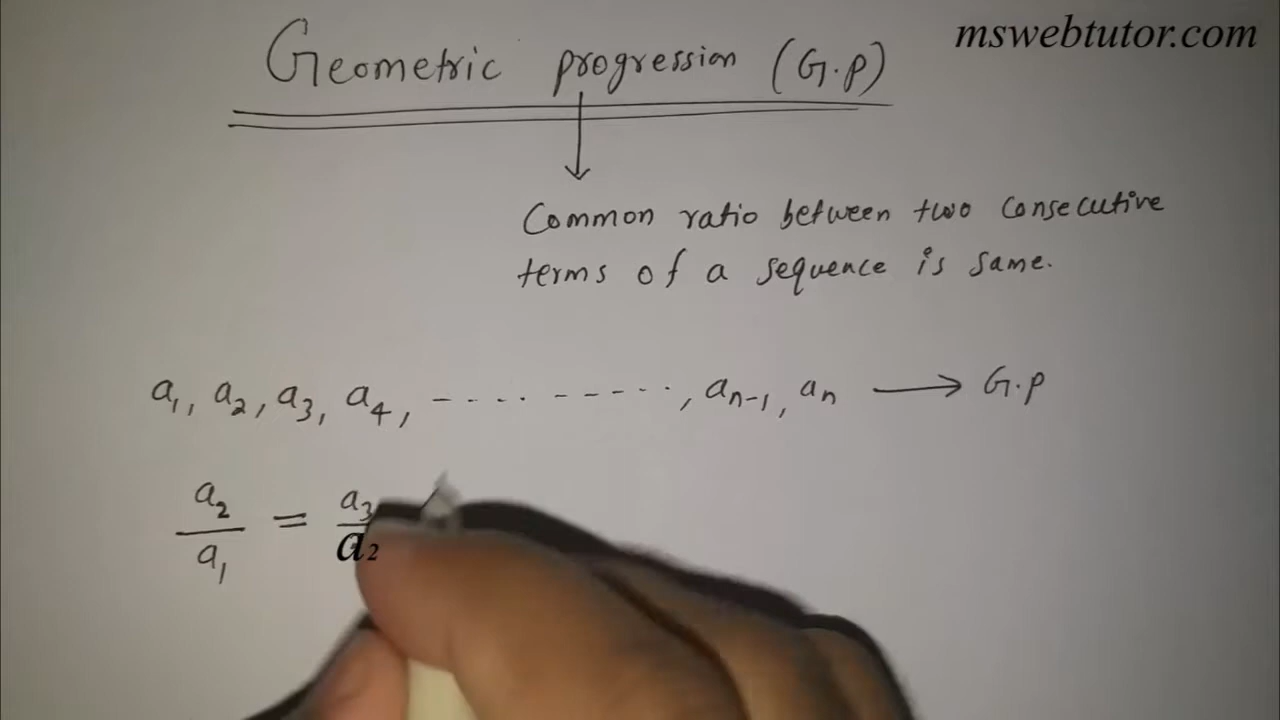 mswebtutor.com
Geometric progression (G.P)
Common ratio between two consecutive
terms of a sequence is same.
a₁, a₂, a₃, a₄, - - - - - - - - - -, aₙ₋₁, aₙ ⟶ G.P
a₂/a₁ = a₃/a₂